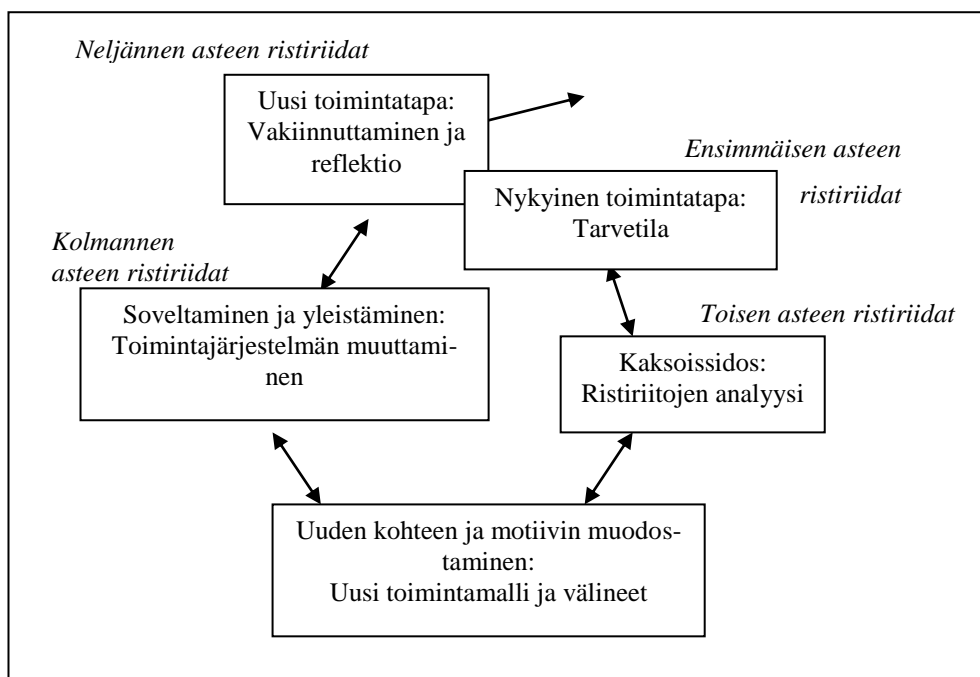 Neljännen asteen ristiriidat
Uusi toimintatapa:
Vakiinnuttaminen ja
reflektio
Ensimmäisen asteen
ristiriidat
Nykyinen toimintatapa:
Tarvetila
Kolmannen
asteen ristiriidat
Soveltaminen ja yleistäminen:
Toimintajärjestelmän muuttami-
nen
Toisen asteen ristiriidat
Kaksoissidos:
Ristiriitojen analyysi
Uuden kohteen ja motiivin muodos-
taminen:
Uusi toimintamalli ja välineet